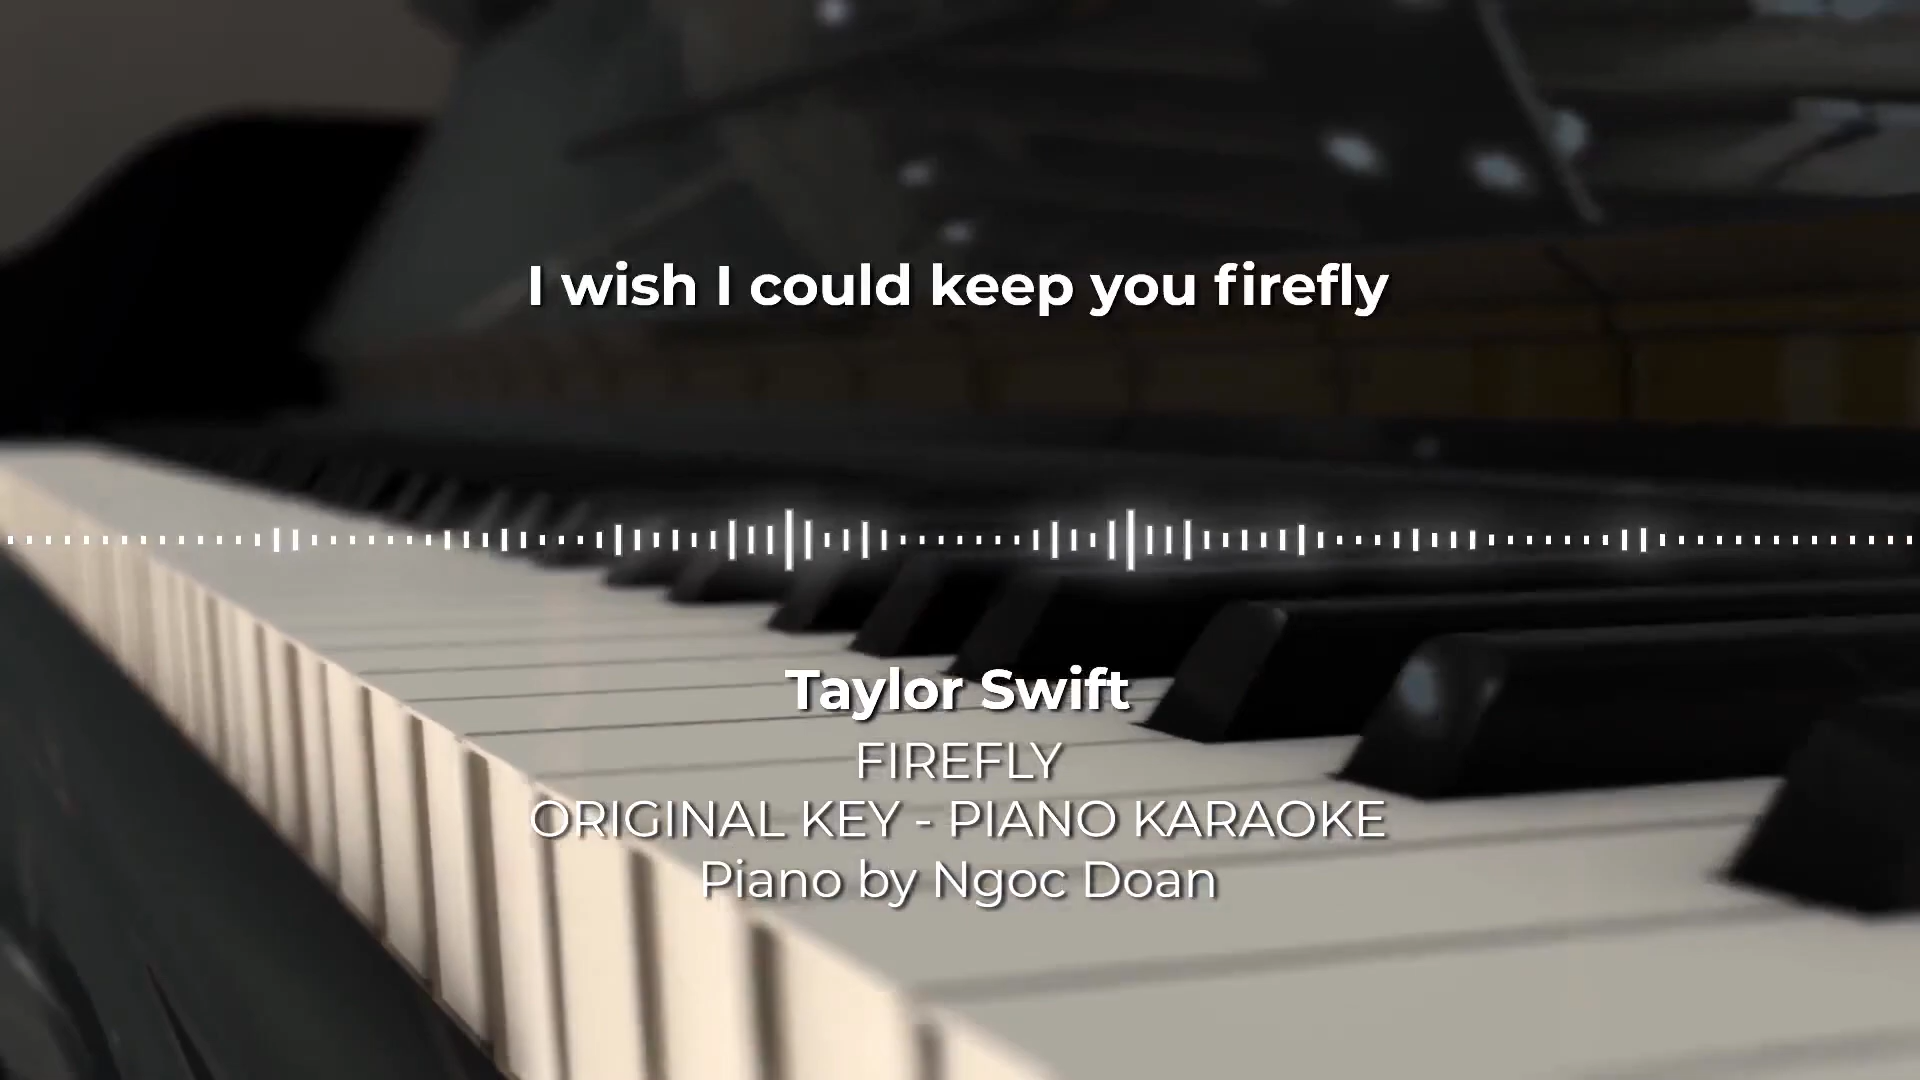 I wish I could keep you firefly
Taylor Swift
FIREFLY
ORIGINAL KEY - PIANO KARAOKE
Piano by Ngoc Doan